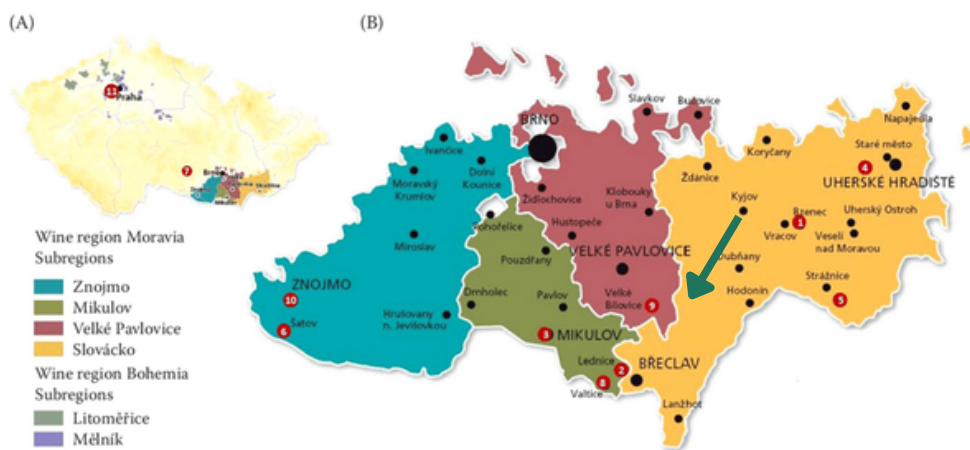 (A)
11
Praha
7
Wine region Moravia
Subregions
Znojmo
Mikulov
Velké Pavlovice
Slovácko
Wine region Bohemia
Subregions
Litoměřice
Mělník
(B)
BRNO
Slavkov
Bučovice
Napajedla
Ivančice
Dolní
Kounice
Moravský
Krumlov
Židlochovice
Klobouky
u Brna
Ždánice
Koryčany
Staré město
4
UHERSKÉ HRADIŠTĚ
Kyjov
Bzenec
1
Vracov
Uherský Ostroh
Veselí
nad Moravou
Pohořelice
Hustopeče
Miroslav
Pouzdřany
VELKÉ PAVLOVICE
Dubňany
Strážnice
5
Hodonín
ZNOJMO
10
Šatov
6
Drnholec
Hrušovany
n. Jevišovkou
Pavlov
Velké
Bílovice
9
3
MIKULOV
Lednice
2
BŘECLAV
8
Valtice
Lanžhot